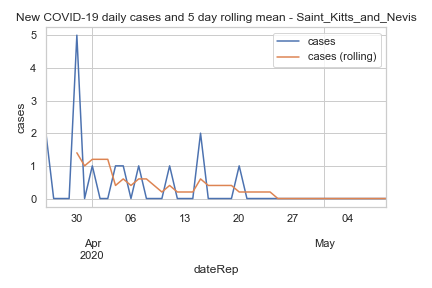 New COVID-19 daily cases and 5 day rolling mean - Saint_Kitts_and_Nevis
cases
cases (rolling)
cases
5
4
3
2
1
0
30 06 13 20 27 04
Apr May
2020
dateRep